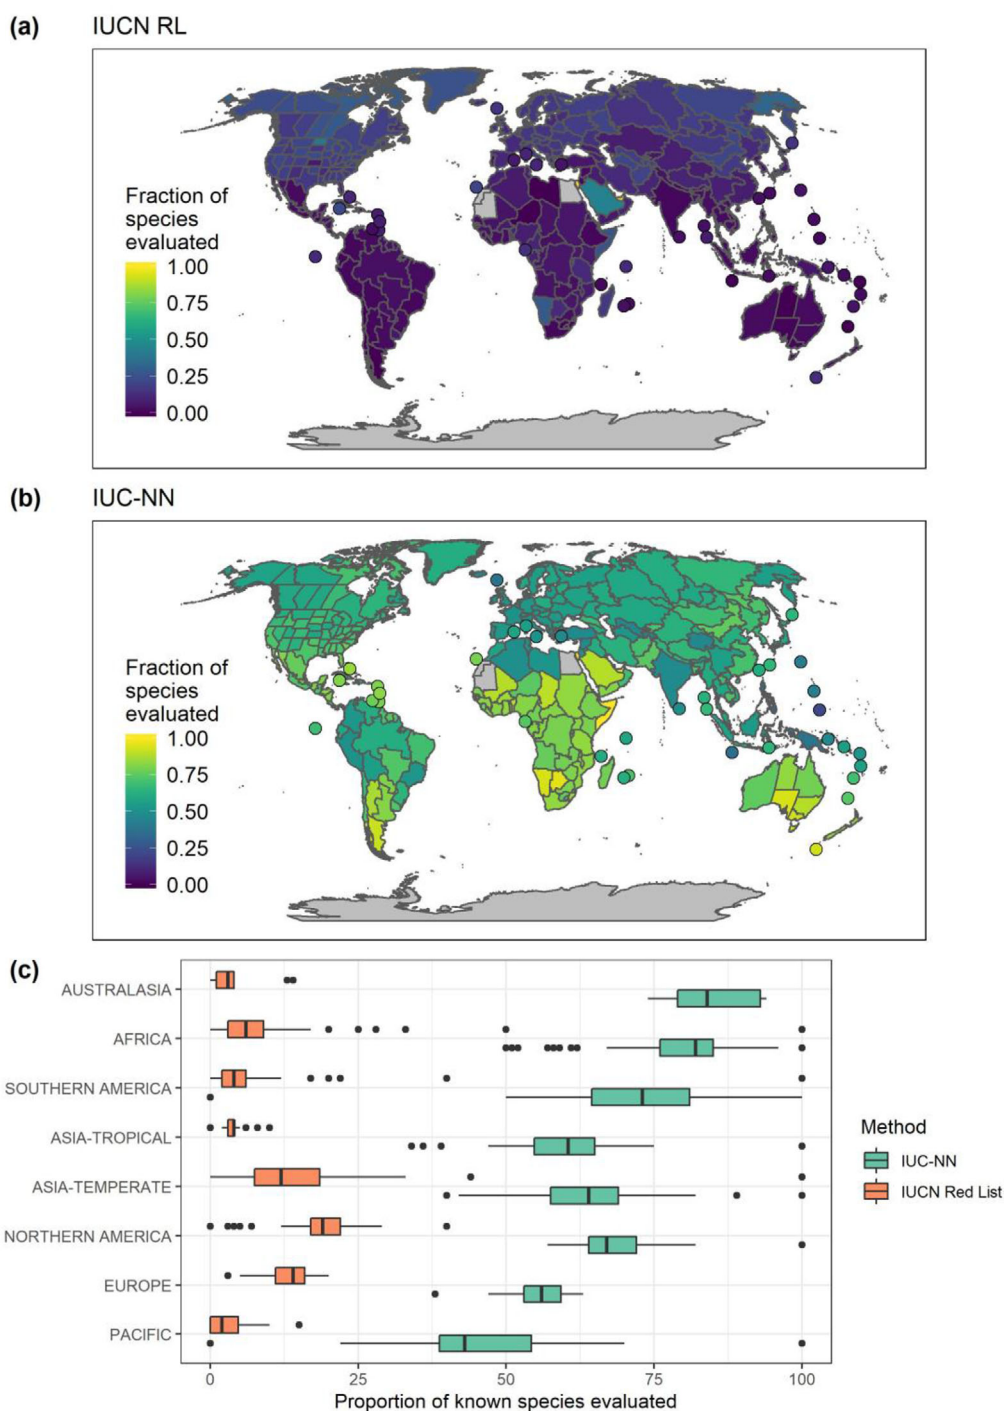 (a) IUCN RL
Fraction of
species
evaluated
1.00
0.75
0.50
0.25
0.00
(b) IUC-NN
Fraction of
species
evaluated
1.00
0.75
0.50
0.25
0.00
(c)
AUSTRALASIA
AFRICA
SOUTHERN AMERICA
ASIA-TROPICAL
ASIA-TEMPERATE
NORTHERN AMERICA
EUROPE
PACIFIC
0 25 50 75 100
Proportion of known species evaluated
Method
IUC-NN
IUCN Red List